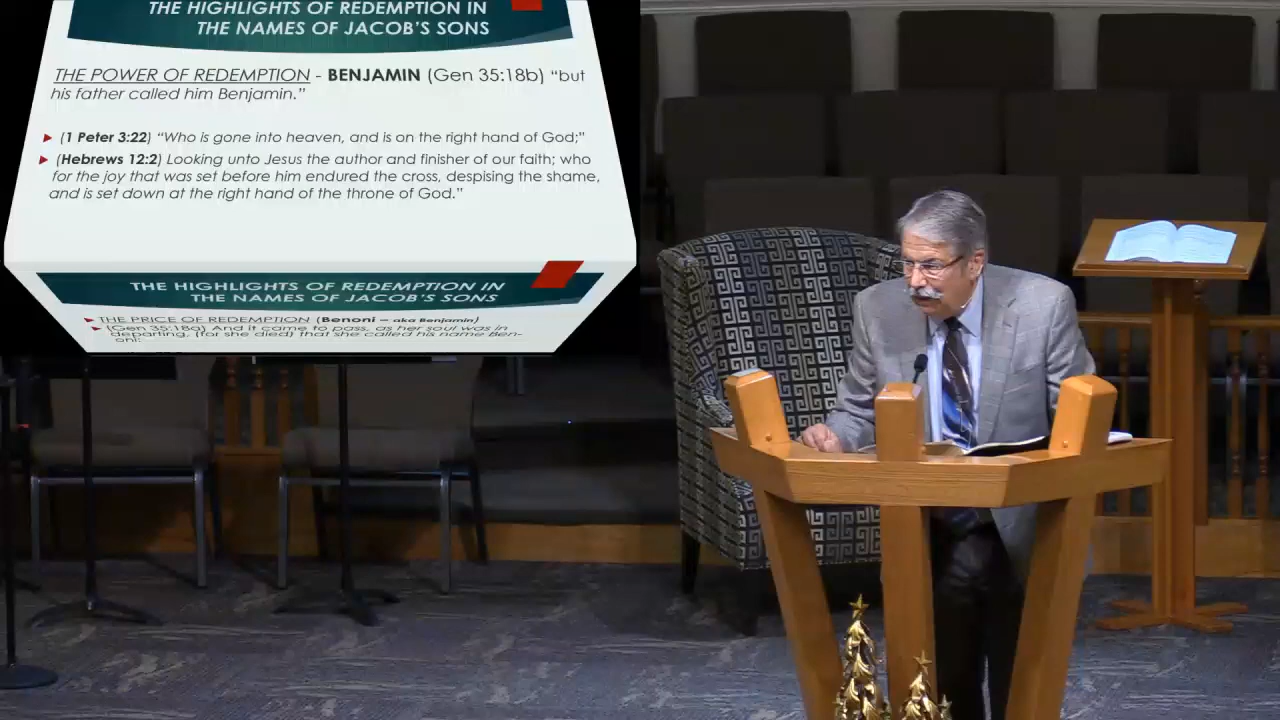 THE HIGHLIGHTS OF REDEMPTION IN
THE NAMES OF JACOB'S SONS
THE POWER OF REDEMPTION - BENJAMIN (Gen 35:18b) “but
his father called him Benjamin.”
(1 Peter 3:22) “Who is gone into heaven, and is on the right hand of God;”
(Hebrews 12:2) Looking unto Jesus the author and finisher of our faith; who
for the joy that was set before him endured the cross, despising the shame,
and is set down at the right hand of the throne of God.”
THE HIGHLIGHTS OF REDEMPTION IN
THE NAMES OF JACOB'S SONS
THE PRICE OF REDEMPTION (Benoni – aka Benjamin)
(Gen 35:18a) And it came to pass, as her soul was in
departing, (for she died) that she called his name Ben-
oni: